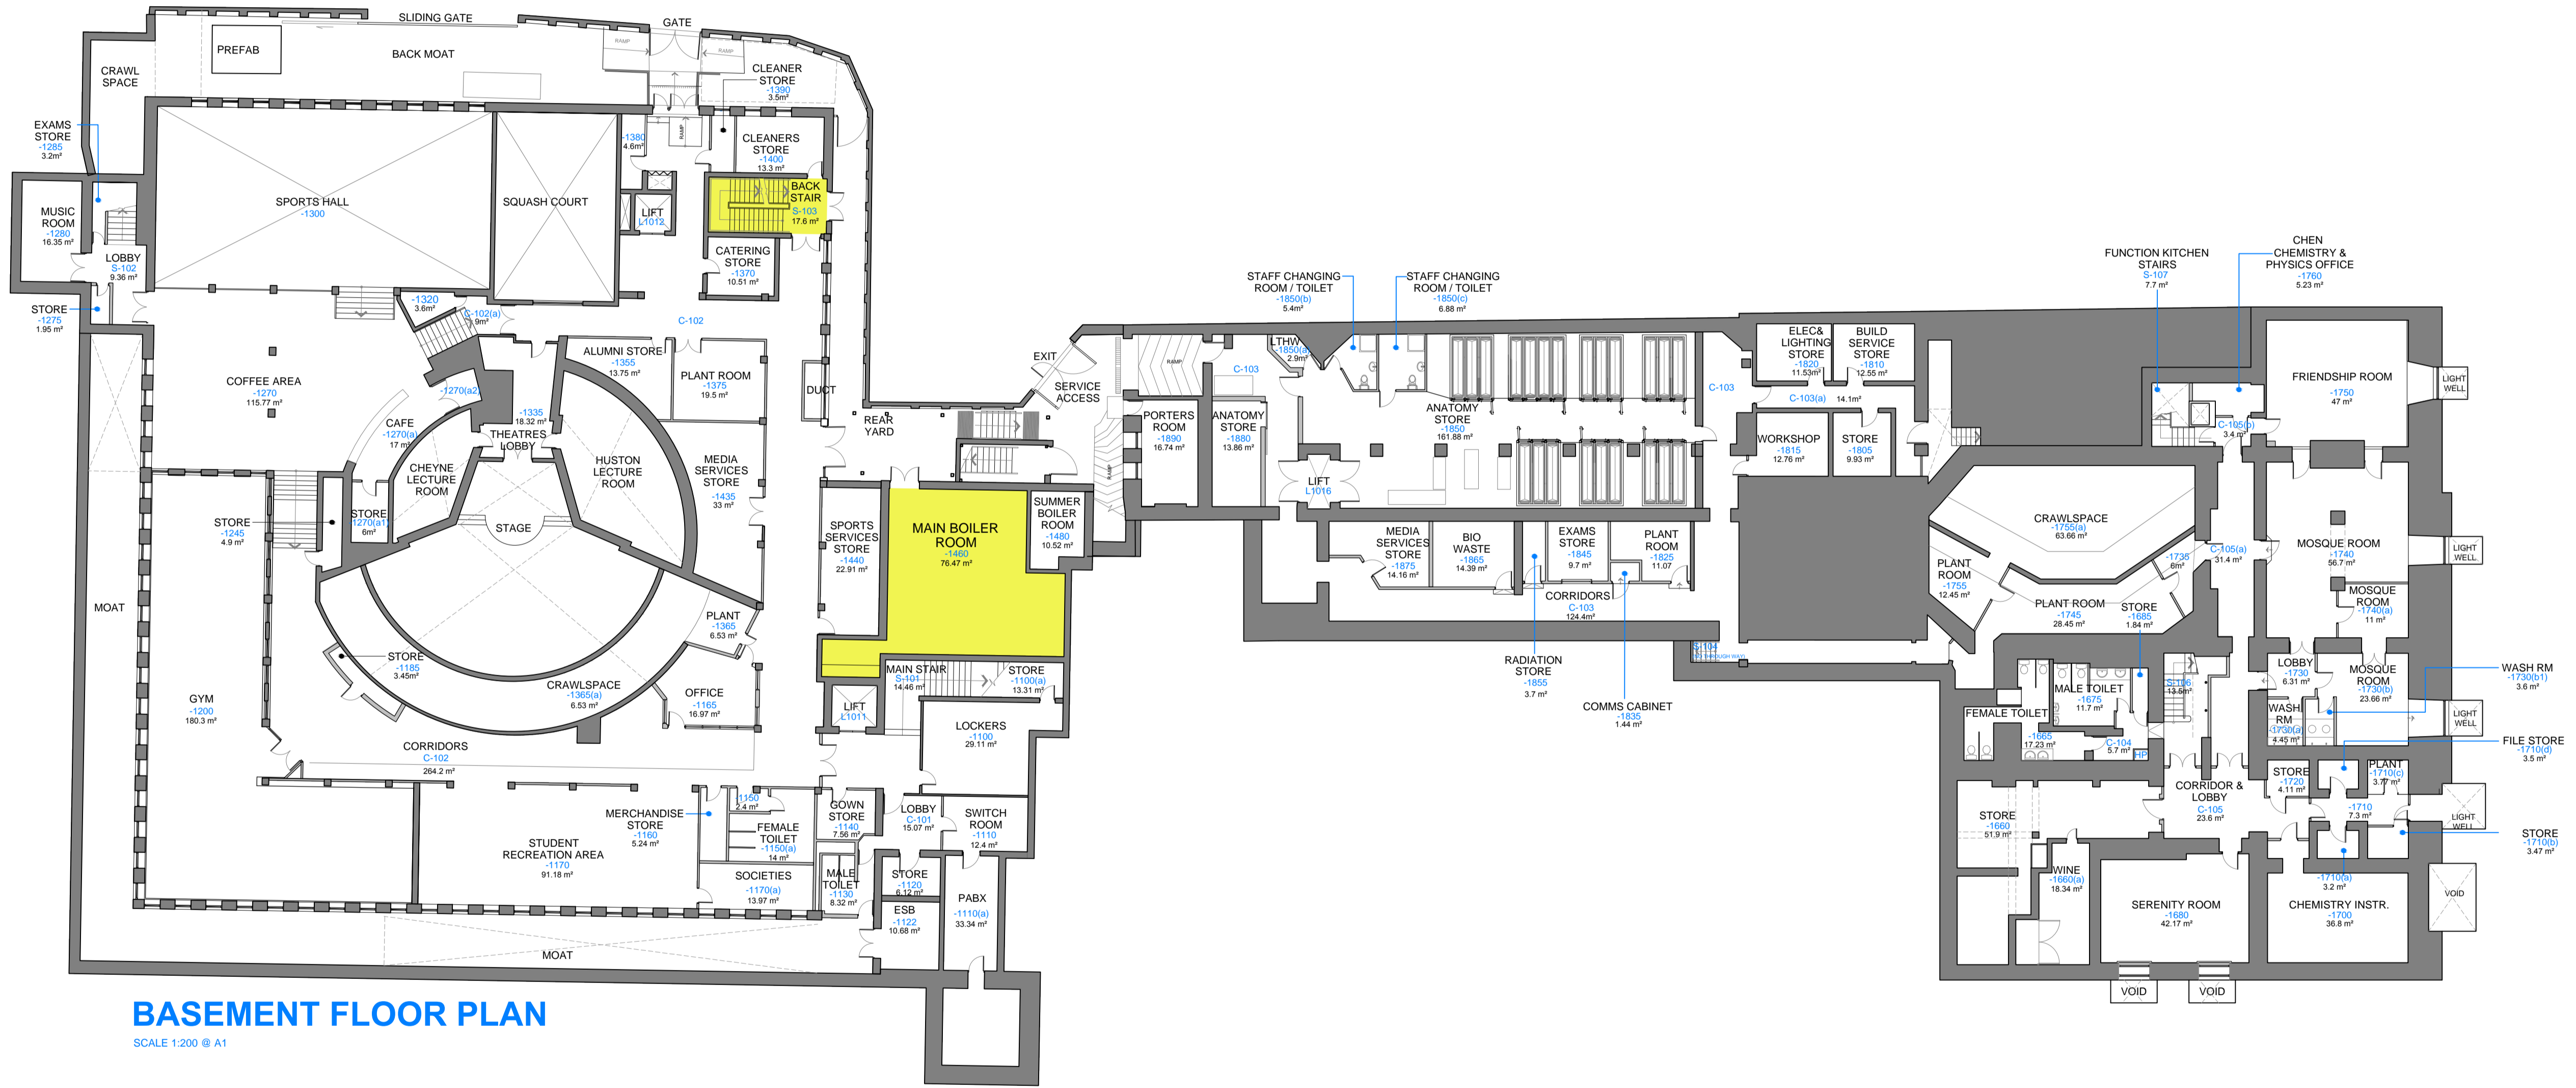 SLIDING GATE
GATE
PREFAB
BACK MOAT
RAMP
RAMP
CRAWL
SPACE
CLEANER
STORE
-1390
3.5m²
EXAMS
STORE
-1285
3.2m²
-1380
4.6m²
RAMP
CLEANERS
STORE
-1400
13.3 m²
BACK
STAIR
S-103
17.6 m²
MUSIC
ROOM
-1280
16.35 m²
SPORTS HALL
-1300
SQUASH COURT
LIFT
L1012
LOBBY
S-102
9.36 m²
CATERING
STORE
-1370
10.51 m²
STORE
-1275
1.95 m²
-1320
3.6m²
C-102(a)
9m²
C-102
ALUMNI STORE
-1355
13.75 m²
PLANT ROOM
-1375
19.5 m²
DUCT
COFFEE AREA
-1270
115.77 m²
-1270(a2)
CAFE
-1270(a)
17 m²
-1335
18.32 m²
THEATRES
LOBBY
CHEYNE
LECTURE
ROOM
HUSTON
LECTURE
ROOM
MEDIA
SERVICES
STORE
-1435
33 m²
REAR
YARD
EXIT
SERVICE
ACCESS
RAMP
RAMP
STORE
-1245
4.9 m²
STORE
-1270(a1)
6m²
STAGE
SPORTS
SERVICES
STORE
-1440
22.91 m²
MAIN BOILER
ROOM
-1460
76.47 m²
SUMMER
BOILER
ROOM
-1480
10.52 m²
MOAT
GYM
-1200
180.3 m²
PLANT
-1365
6.53 m²
STORE
-1185
3.45m²
CRAWLSPACE
-1365(a)
6.53 m²
OFFICE
-1165
16.97 m²
MAIN STAIR
S-101
14.46 m²
STORE
-1100(a)
13.31 m²
LIFT
L1011
LOCKERS
-1100
29.11 m²
CORRIDORS
C-102
264.2 m²
MERCHANDISE
STORE
-1160
5.24 m²
-1150
2.4 m²
FEMALE
TOILET
-1150(a)
14 m²
GOWN
STORE
-1140
7.56 m²
LOBBY
C-101
15.07 m²
SWITCH
ROOM
-1110
12.4 m²
STUDENT
RECREATION AREA
-1170
91.18 m²
SOCIETIES
-1170(a)
13.97 m²
MALE
TOILET
-1130
8.32 m²
STORE
-1120
6.12 m²
ESB
-1122
10.68 m²
PABX
-1110(a)
33.34 m²
MOAT
STAFF CHANGING
ROOM / TOILET
-1850(b)
5.4m²
STAFF CHANGING
ROOM / TOILET
-1850(c)
6.88 m²
LTHW
-1850(a)
2.9m²
C-103
PORTERS
ROOM
-1890
16.74 m²
ANATOMY
STORE
-1880
13.86 m²
ANATOMY
STORE
-1850
161.88 m²
LIFT
L1016
C-103
ELEC&
LIGHTING
STORE
-1820
11.53m²
BUILD
SERVICE
STORE
-1810
12.55 m²
C-103(a)
14.1m²
WORKSHOP
-1815
12.76 m²
STORE
-1805
9.93 m²
MEDIA
SERVICES
STORE
-1875
14.16 m²
BIO
WASTE
-1865
14.39 m²
EXAMS
STORE
-1845
9.7 m²
PLANT
ROOM
-1825
11.07
CORRIDORS
C-103
124.4m²
RADIATION
STORE
-1855
3.7 m²
COMMS CABINET
-1835
1.44 m²
S-104
FUNCTION KITCHEN
STAIRS
S-107
7.7 m²
CHEN
CHEMISTRY &
PHYSICS OFFICE
-1760
5.23 m²
FRIENDSHIP ROOM
-1750
47 m²
LIGHT
WELL
C-105(b)
3.4 m²
CRAWLSPACE
-1755(a)
63.66 m²
PLANT
ROOM
-1755
12.45 m²
-1735
6m²
C-105(a)
31.4 m²
MOSQUE ROOM
-1740
56.7 m²
LIGHT
WELL
PLANT ROOM
-1745
28.45 m²
STORE
-1685
1.84 m²
MOSQUE
ROOM
-1740(a)
11 m²
MALE TOILET
-1675
11.7 m²
S-106
13.5m²
LOBBY
-1730
6.31 m²
MOSQUE
ROOM
-1730(b)
23.66 m²
WASH RM
-1730(b1)
3.6 m²
FEMALE TOILET
-1665
17.23 m²
C-104
5.7 m²
HP
WASH
RM
-1730(a)
4.45 m²
LIGHT
WELL
FILE STORE
-1710(d)
3.5 m²
STORE
-1720
4.11 m²
PLANT
-1710(c)
3.77 m²
CORRIDOR &
LOBBY
C-105
23.6 m²
-1710
7.3 m²
LIGHT
WELL
STORE
-1710(b)
3.47 m²
STORE
-1660
51.9 m²
WINE
-1660(a)
18.34 m²
-1710(a)
3.2 m²
SERENITY ROOM
-1680
42.17 m²
CHEMISTRY INSTR.
-1700
36.8 m²
VOID
VOID
VOID
BASEMENT FLOOR PLAN
SCALE 1:200 @ A1